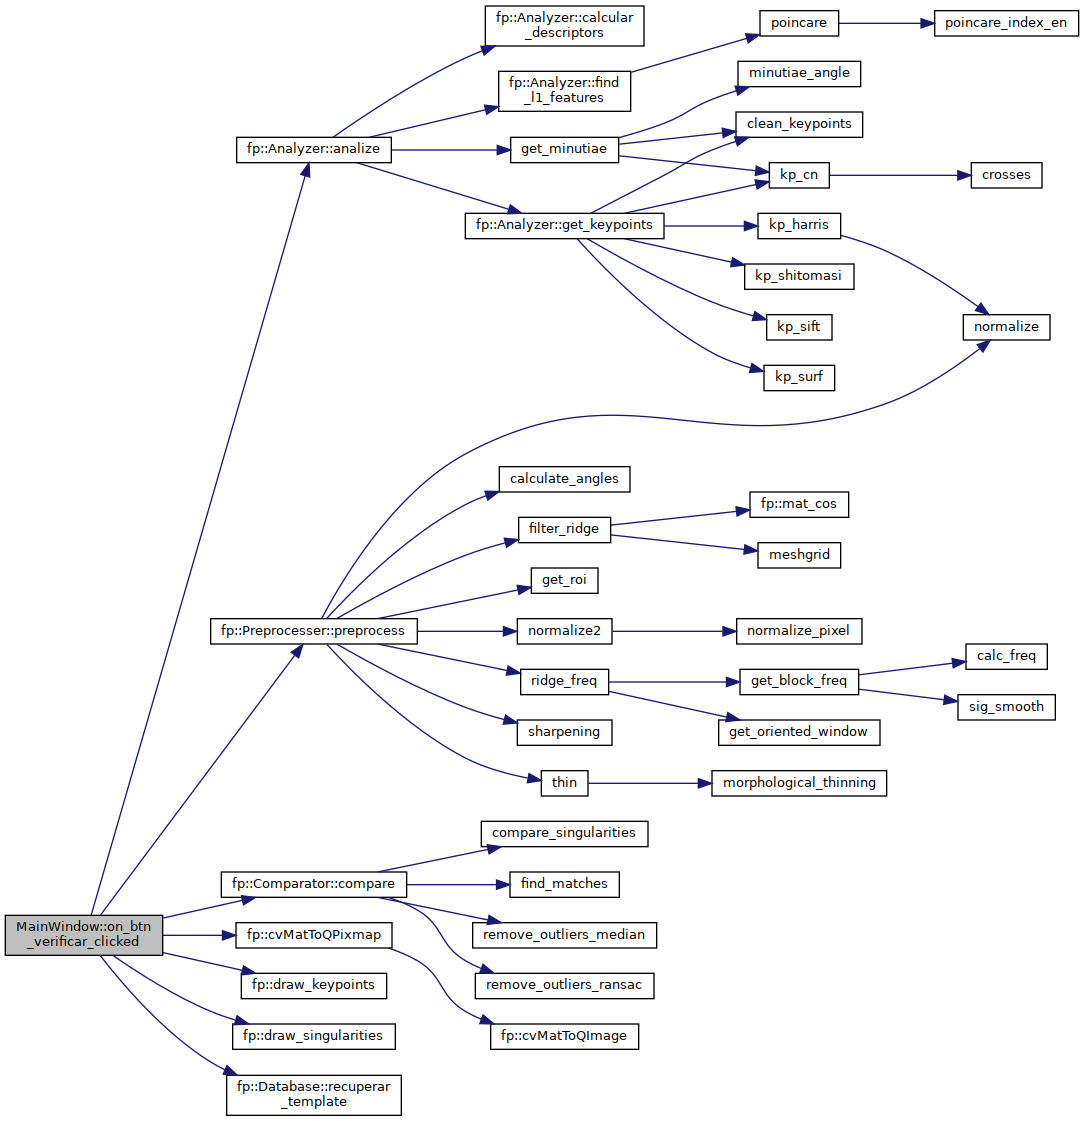 fp::Analyzer::calcular
_descriptors
poincare
poincare_index_en
fp::Analyzer::find
_l1_features
minutiae_angle
clean_keypoints
fp::Analyzer::analize
get_minutiae
kp_cn
crosses
fp::Analyzer::get_keypoints
kp_harris
kp_shitomasi
kp_sift
normalize
kp_surf
calculate_angles
filter_ridge
fp::mat_cos
meshgrid
get_roi
fp::Preprocesser::preprocess
normalize2
normalize_pixel
ridge_freq
get_block_freq
calc_freq
sig_smooth
sharpening
get_oriented_window
thin
morphological_thinning
compare_singularities
fp::Comparator::compare
find_matches
MainWindow::on_btn
_verificar_clicked
fp::cvMatToQPixmap
remove_outliers_median
fp::draw_keypoints
remove_outliers_ransac
fp::draw_singularities
fp::cvMatToQImage
fp::Database::recuperar
_template